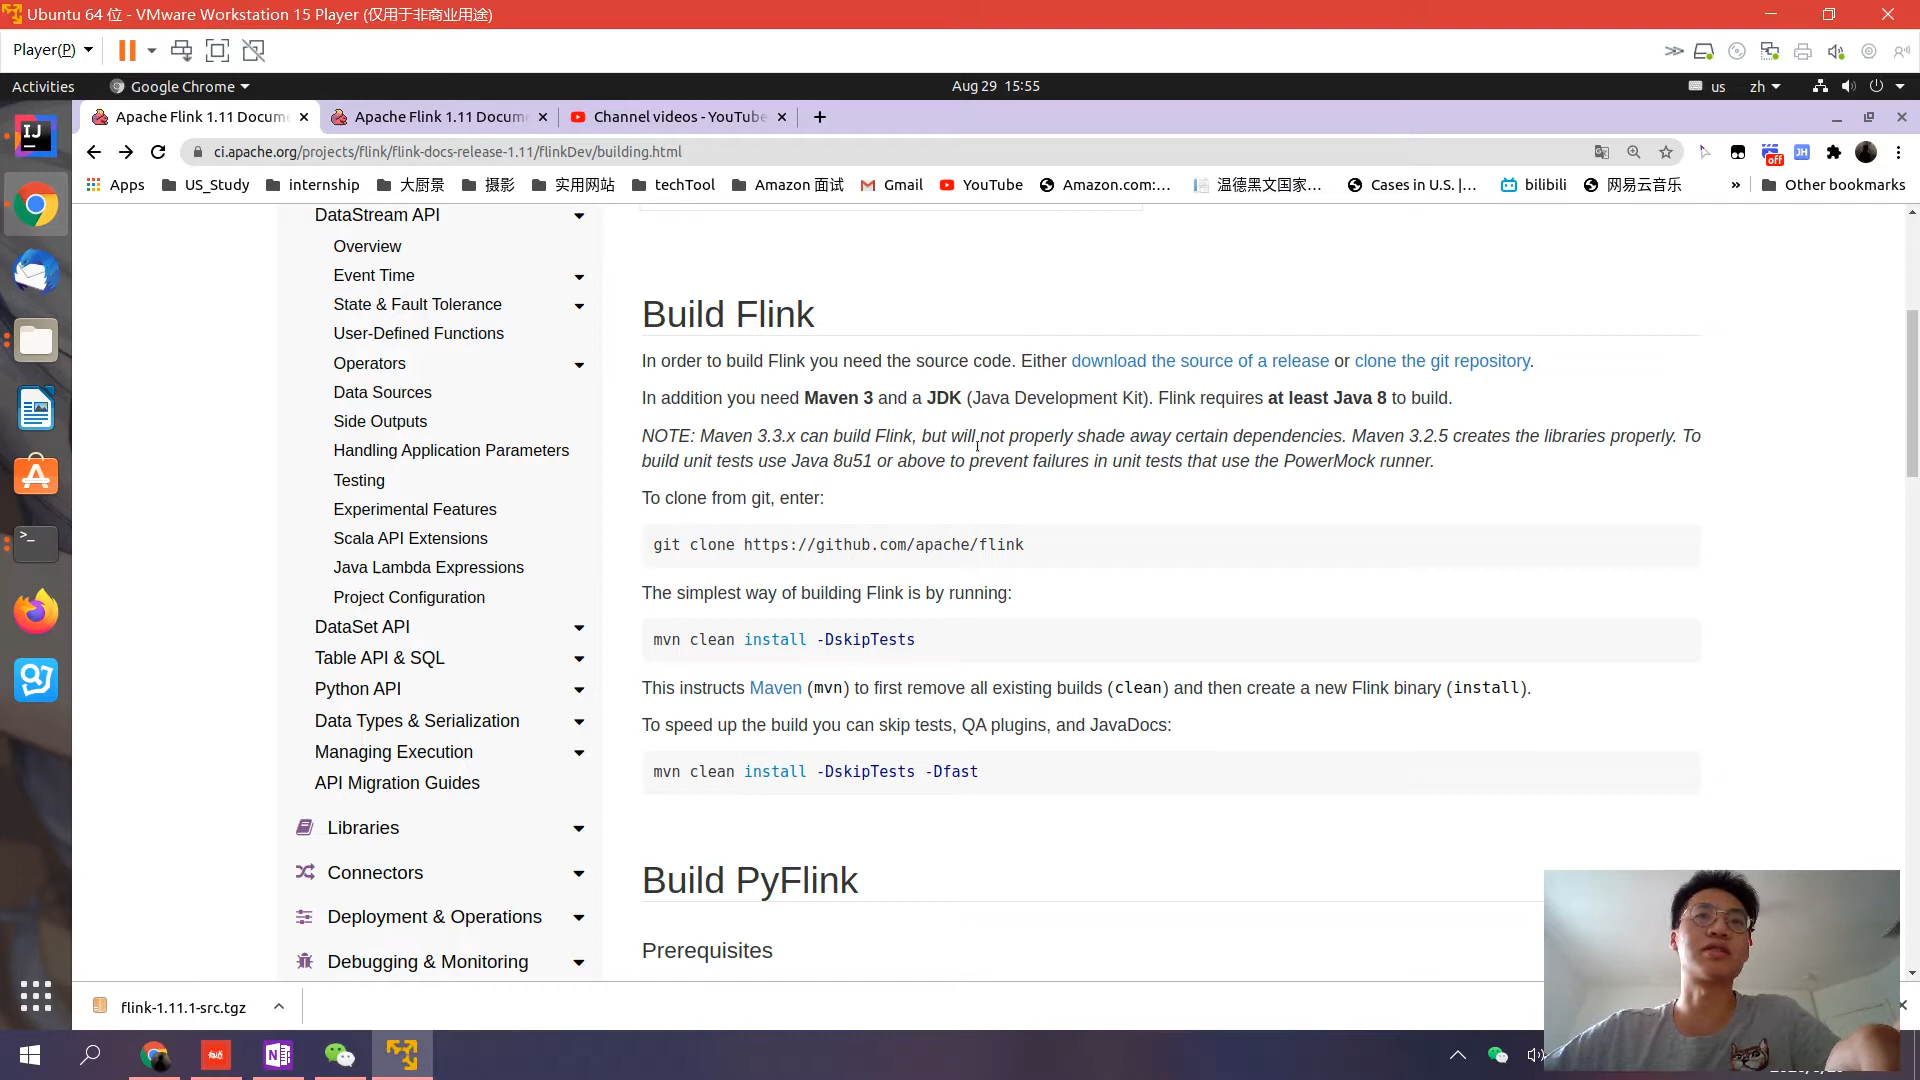 Ubuntu 64 位 - VMware Workstation 15 Player (仅用于非商业用途)
Player(P)
Activities
Google Chrome
Aug 29 15:55
us
zh
Apache Flink 1.11 Docum
Apache Flink 1.11 Docum
Channel videos - YouTube
ci.apache.org/projects/flink/flink-docs-release-1.11/flinkDev/building.html
off
JH
Apps
US_Study
internship
大厨景
摄影
实用网站
techTool
Amazon 面试
Gmail
YouTube
Amazon.com:...
温德黑文国家...
Cases in U.S. |...
bilibili
网易云音乐
»
Other bookmarks
DataStream API
Overview
Event Time
State & Fault Tolerance
User-Defined Functions
Operators
Data Sources
Side Outputs
Handling Application Parameters
Testing
Experimental Features
Scala API Extensions
Java Lambda Expressions
Project Configuration
DataSet API
Table API & SQL
Python API
Data Types & Serialization
Managing Execution
API Migration Guides
Libraries
Connectors
Deployment & Operations
Debugging & Monitoring
Build Flink
In order to build Flink you need the source code. Either download the source of a release or clone the git repository.
In addition you need Maven 3 and a JDK (Java Development Kit). Flink requires at least Java 8 to build.
NOTE: Maven 3.3.x can build Flink, but will not properly shade away certain dependencies. Maven 3.2.5 creates the libraries properly. To
build unit tests use Java 8u51 or above to prevent failures in unit tests that use the PowerMock runner.
To clone from git, enter:
git clone https://github.com/apache/flink
The simplest way of building Flink is by running:
mvn clean install -DskipTests
This instructs Maven (mvn) to first remove all existing builds (clean) and then create a new Flink binary (install).
To speed up the build you can skip tests, QA plugins, and JavaDocs:
mvn clean install -DskipTests -Dfast
Build PyFlink
Prerequisites
flink-1.11.1-src.tgz